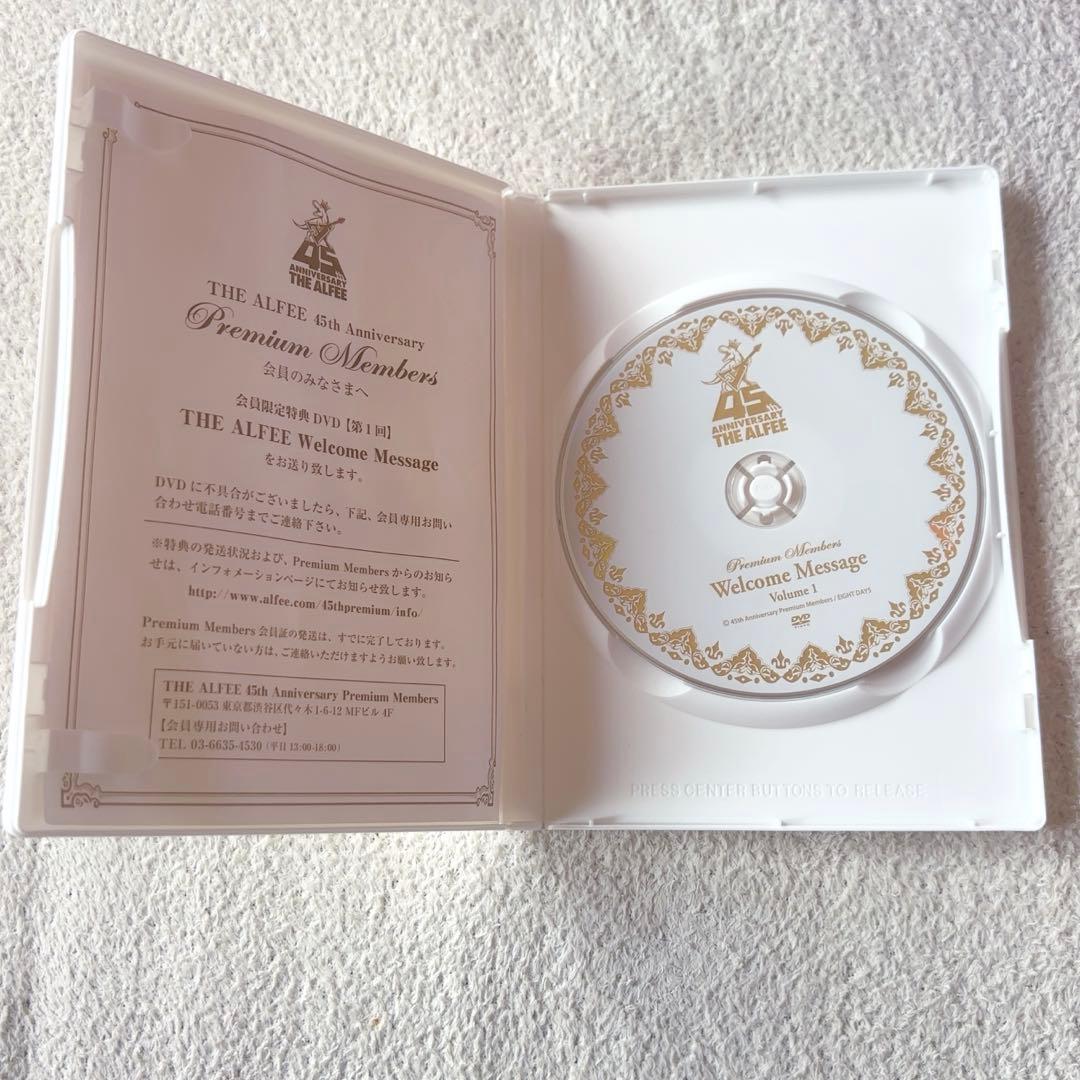 45th
ANNIVERSARY
THE ALFEE
THE ALFEE 45th Anniversary
Premium Members
会員のみなさまへ
会員限定特典 DVD【第1回】
THE ALFEE Welcome Message
をお送り致します。
DVD に不具合がございましたら、下記、会員専用お問い
合わせ電話番号までご連絡下さい。
※特典の発送状況および、Premium Members からのお知ら
せは、インフォメーションページにてお知らせ致します。
http://www.alfee.com/45thpremium/info/
Premium Members 会員証の発送は、すでに完了しております。
お手元に届いていない方は、ご連絡いただけますようお願い致します。
THE ALFEE 45th Anniversary Premium Members
〒151-0053 東京都渋谷区代々木1-6-12 MFビル 4F
【会員専用お問い合わせ】
TEL 03-6635-4530（平日 13:00-18:00）
45th
ANNIVERSARY
THE ALFEE
Premium Members
Welcome Message
Volume 1
© 45th Anniversary Premium Members / EIGHT DAYS
DVD
VIDEO
PRESS CENTER BUTTONS TO RELEASE